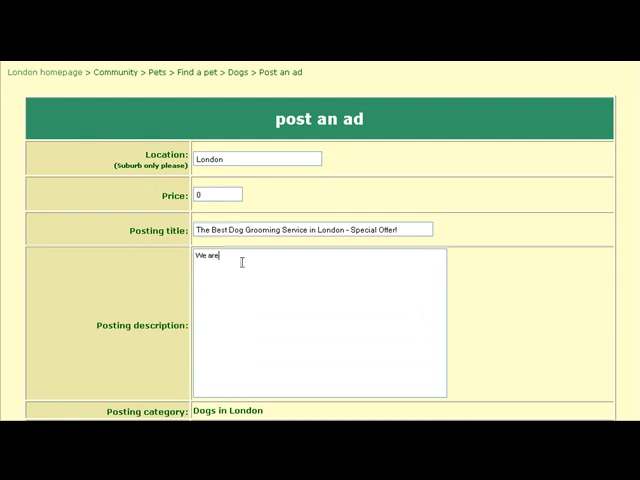 London homepage > Community > Pets > Find a pet > Dogs > Post an ad
post an ad
Location: London
(Suburb only please)
Price: 0
Posting title: The Best Dog Grooming Service in London - Special Offer!
We are
Posting description:
Posting category: Dogs in London